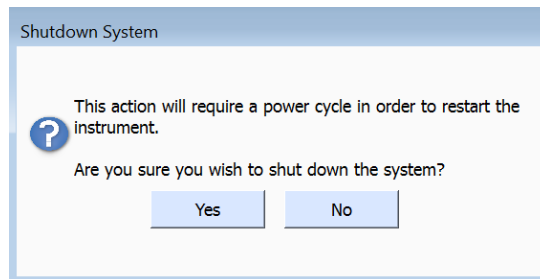 Shutdown System
This action will require a power cycle in order to restart the
instrument.
Are you sure you wish to shut down the system?
Yes No